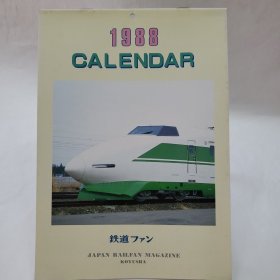 1988
CALENDAR
鉄道ファン
JAPAN RAILFAN MAGAZINE
KOYUSHA